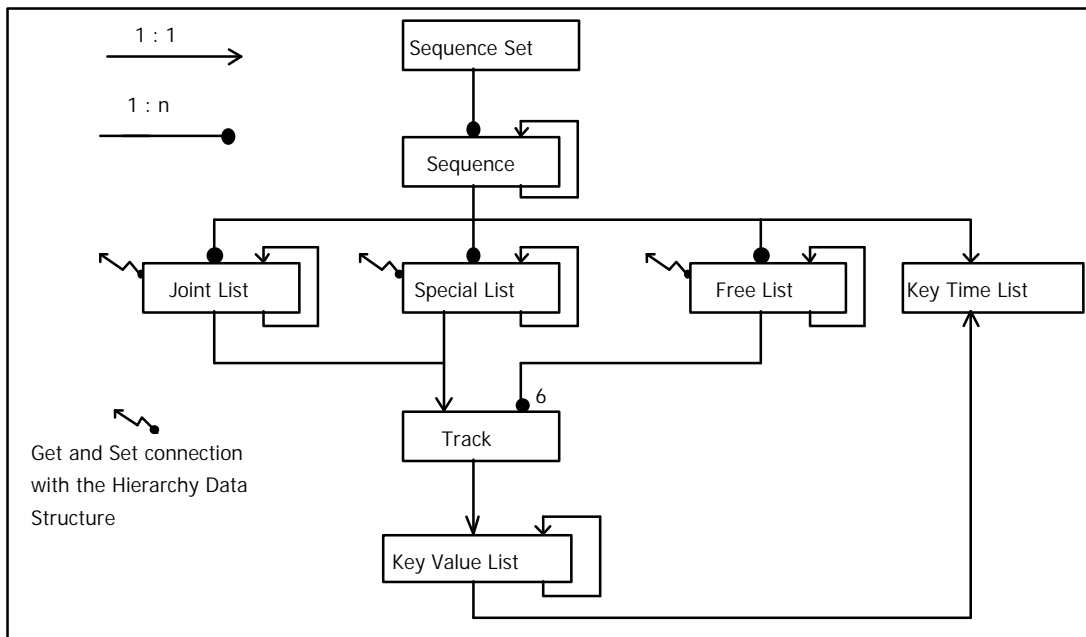 1 : 1
Sequence Set
1 : n
Sequence
Joint List
Special List
Free List
Key Time List
6
Track
Get and Set connection
with the Hierarchy Data
Structure
Key Value List